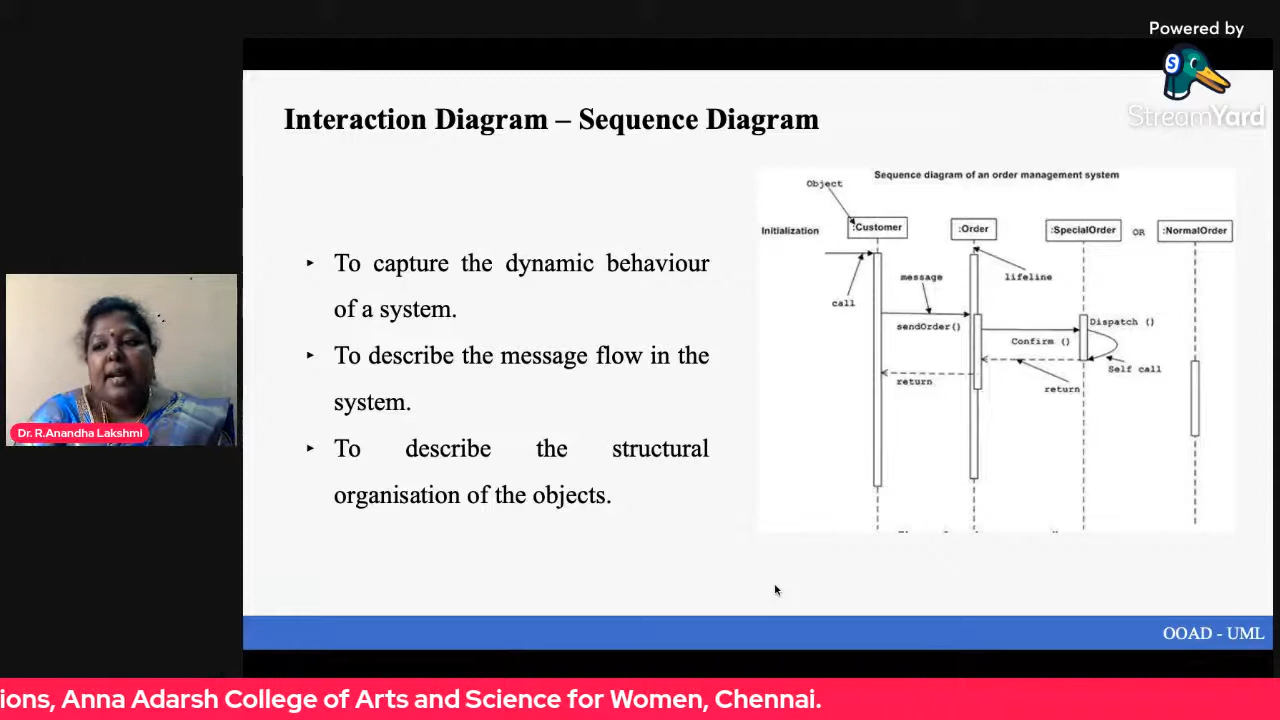 Powered by
S
StreamYard
Interaction Diagram – Sequence Diagram
‣ To capture the dynamic behaviour
of a system.
‣ To describe the message flow in the
system.
‣ To describe the structural
organisation of the objects.
Sequence diagram of an order management system
Object
Initialization
:Customer
:Order
:SpecialOrder
OR
:NormalOrder
message
lifeline
call
sendOrder()
Dispatch ()
Confirm ()
Self call
return
return
Dr. R.Anandha Lakshmi
OOAD - UML
ions, Anna Adarsh College of Arts and Science for Women, Chennai.